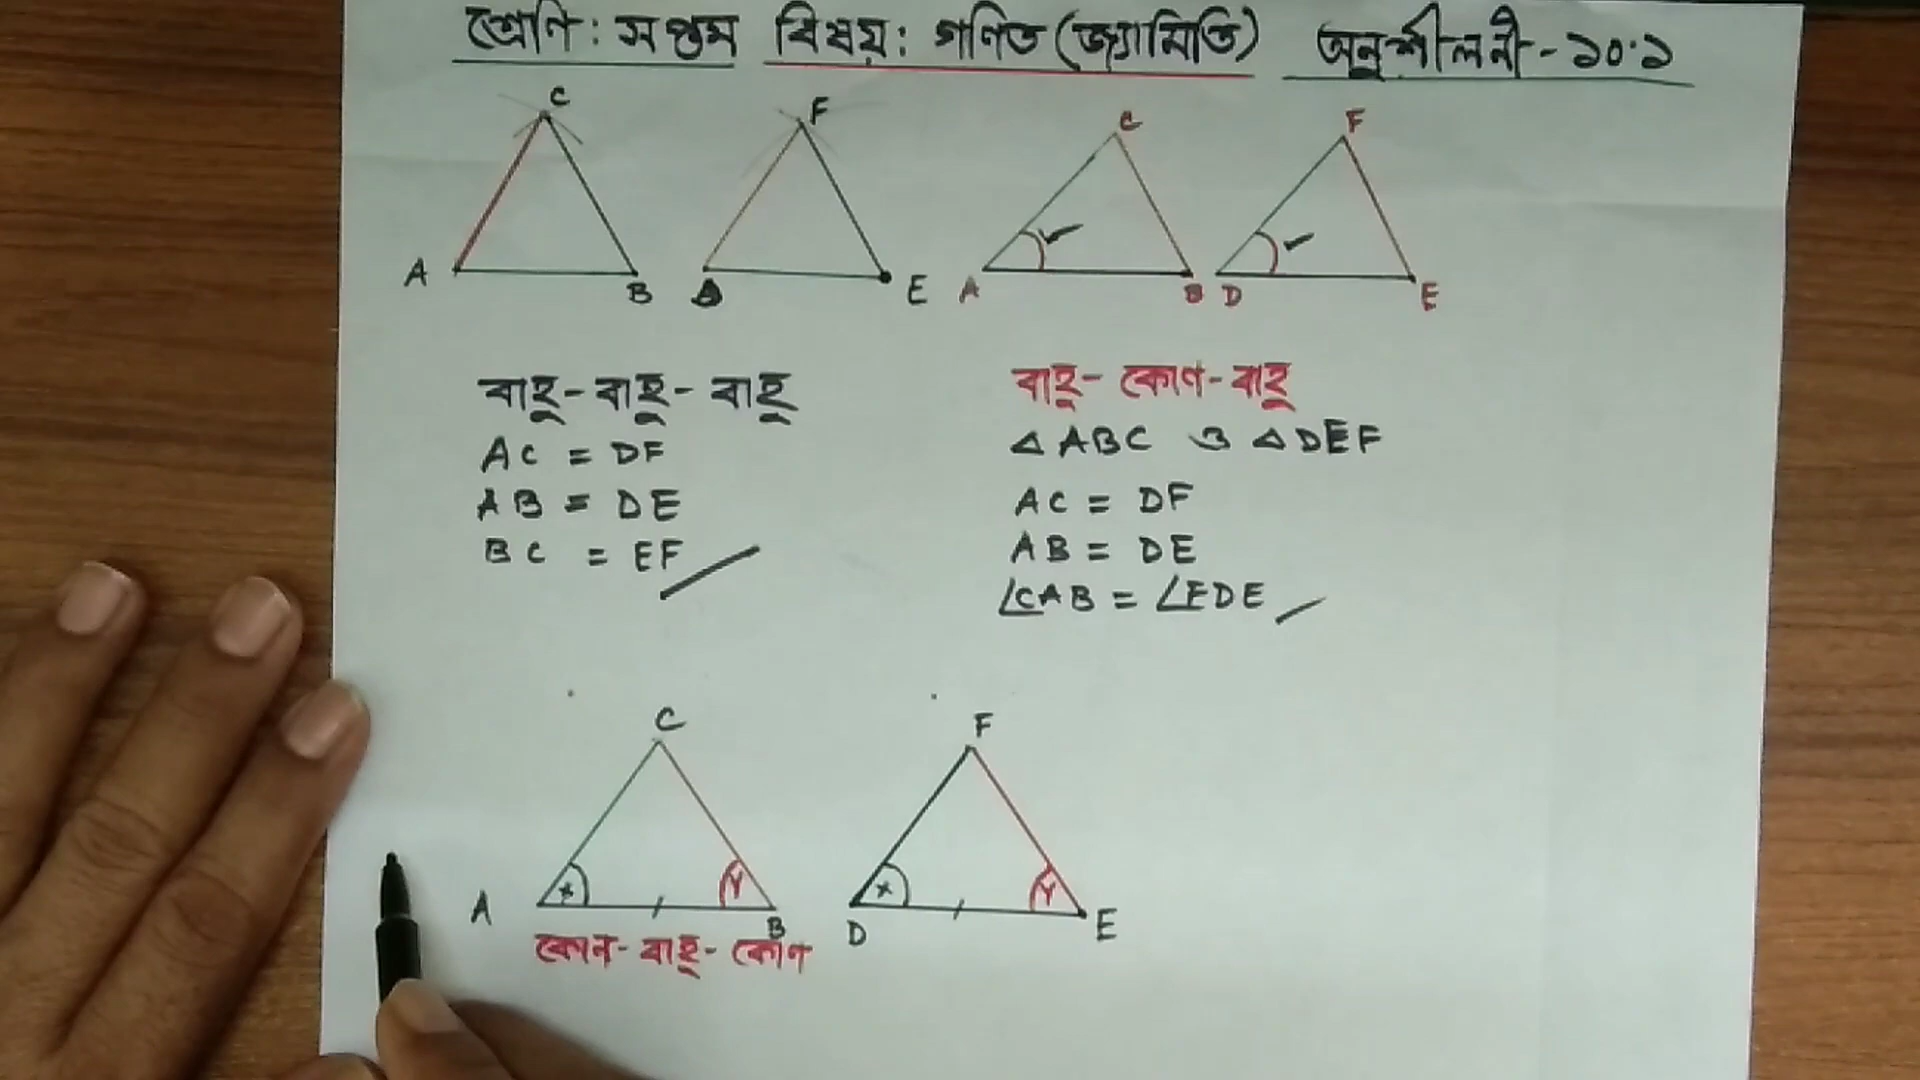 শ্রেণি: সপ্তম বিষয়: গণিত (জ্যামিতি) অনুশীলনী - ১০.১
C
F
A
B
D
E
C
F
A
B
D
E
বাহু - বাহু - বাহু
AC = DF
AB = DE
BC = EF
বাহু - কোণ - বাহু
△ ABC ও △ DEF
AC = DF
AB = DE
∠CAB = ∠FDE
C
F
x
Y
x
Y
A
B
D
E
কোন - বাহু - কোণ